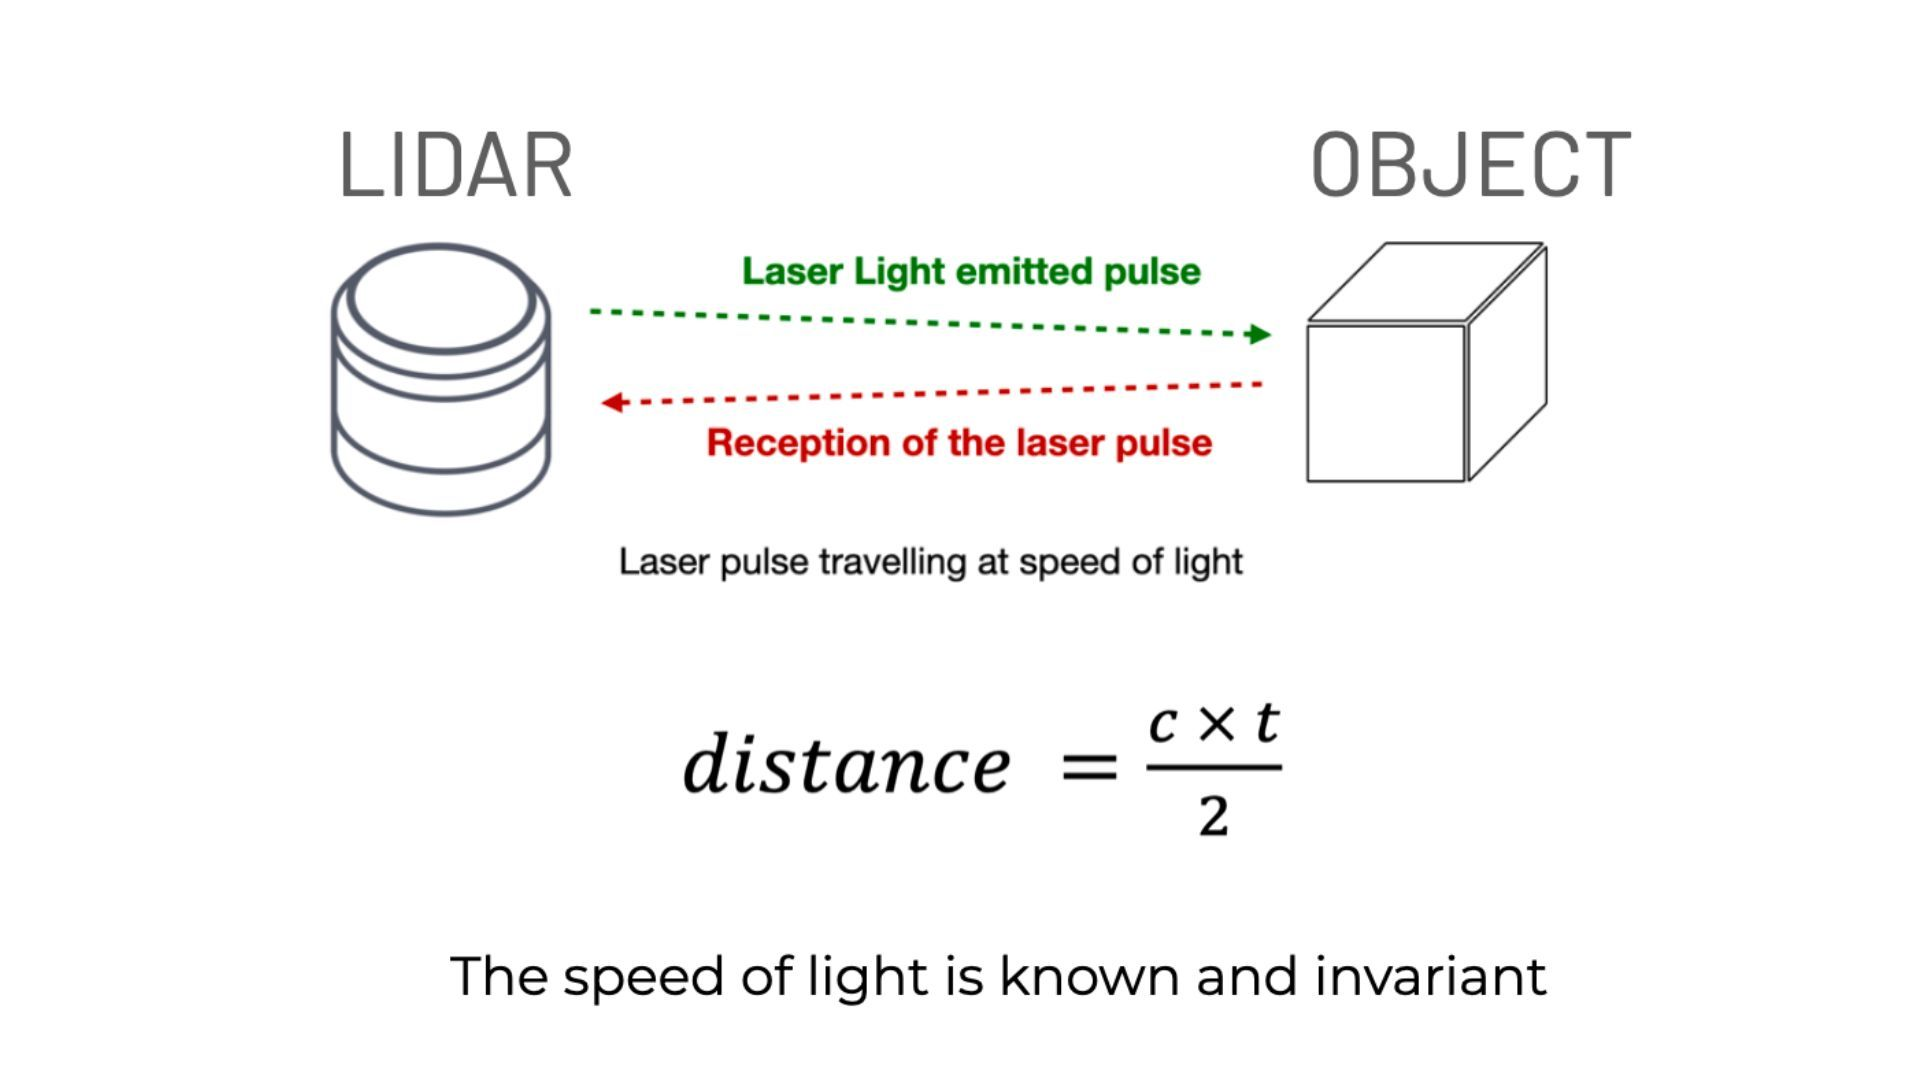 LIDAR
OBJECT
Laser Light emitted pulse
Reception of the laser pulse
Laser pulse travelling at speed of light
distance = c × t / 2
The speed of light is known and invariant